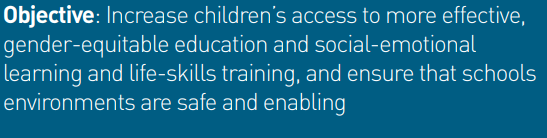 Objective: Increase children’s access to more effective,
gender-equitable education and social-emotional
learning and life-skills training, and ensure that schools
environments are safe and enabling